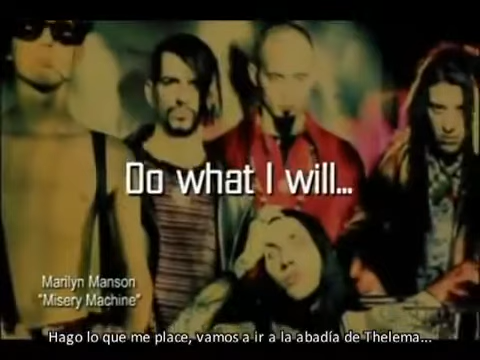 Do what I will...
Marilyn Manson
"Misery Machine"
Hago lo que me place, vamos a ir a la abadía de Thelema...